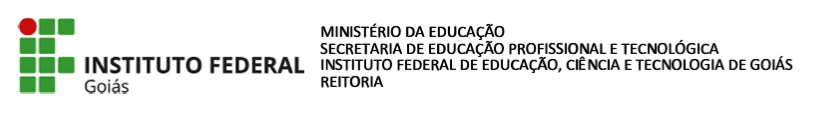 INSTITUTO FEDERAL
Goiás
MINISTÉRIO DA EDUCAÇÃO
SECRETARIA DE EDUCAÇÃO PROFISSIONAL E TECNOLÓGICA
INSTITUTO FEDERAL DE EDUCAÇÃO, CIÊNCIA E TECNOLOGIA DE GOIÁS
REITORIA